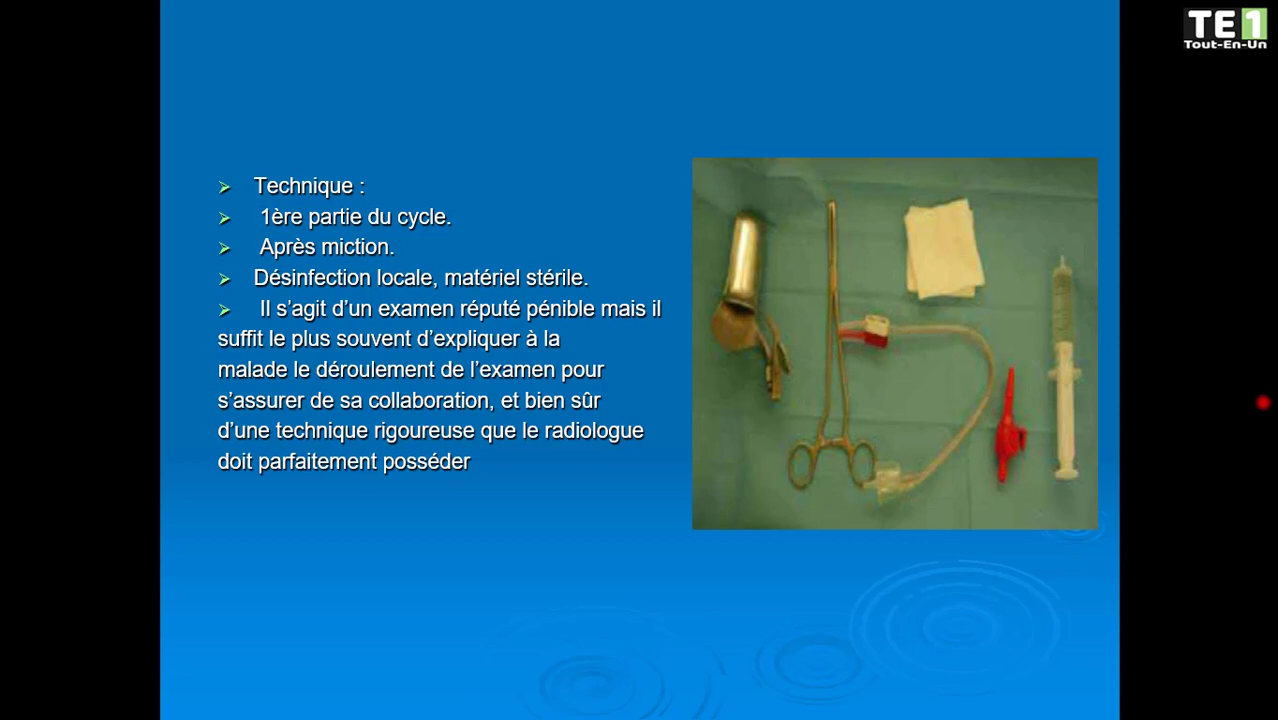 TE1
Tout-En-Un
Technique :
1ère partie du cycle.
Après miction.
Désinfection locale, matériel stérile.
Il s’agit d’un examen réputé pénible mais il
suffit le plus souvent d’expliquer à la
malade le déroulement de l’examen pour
s’assurer de sa collaboration, et bien sûr
d’une technique rigoureuse que le radiologue
doit parfaitement posséder